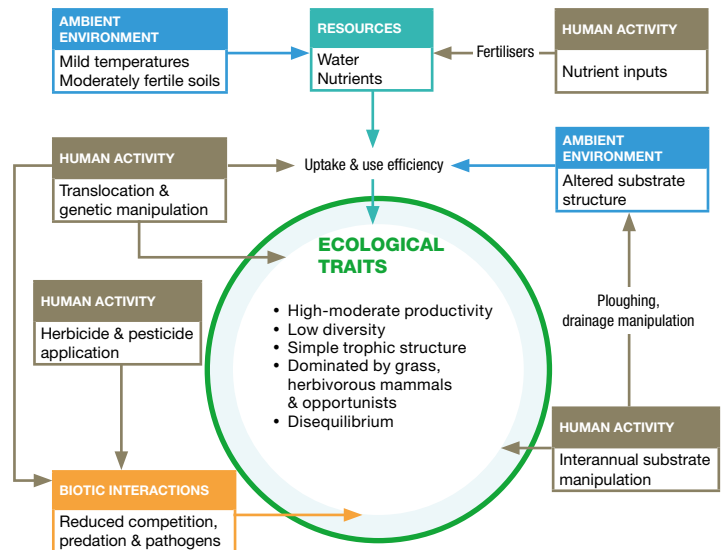 AMBIENT
ENVIRONMENT
Mild temperatures
Moderately fertile soils
RESOURCES
Water
Nutrients
Fertilisers
HUMAN ACTIVITY
Nutrient inputs
HUMAN ACTIVITY
Translocation &
genetic manipulation
Uptake & use efficiency
AMBIENT
ENVIRONMENT
Altered substrate
structure
ECOLOGICAL
TRAITS
• High-moderate productivity
• Low diversity
• Simple trophic structure
• Dominated by grass,
herbivorous mammals
& opportunists
• Disequilibrium
HUMAN ACTIVITY
Herbicide & pesticide
application
Ploughing,
drainage manipulation
HUMAN ACTIVITY
Interannual substrate
manipulation
BIOTIC INTERACTIONS
Reduced competition,
predation & pathogens